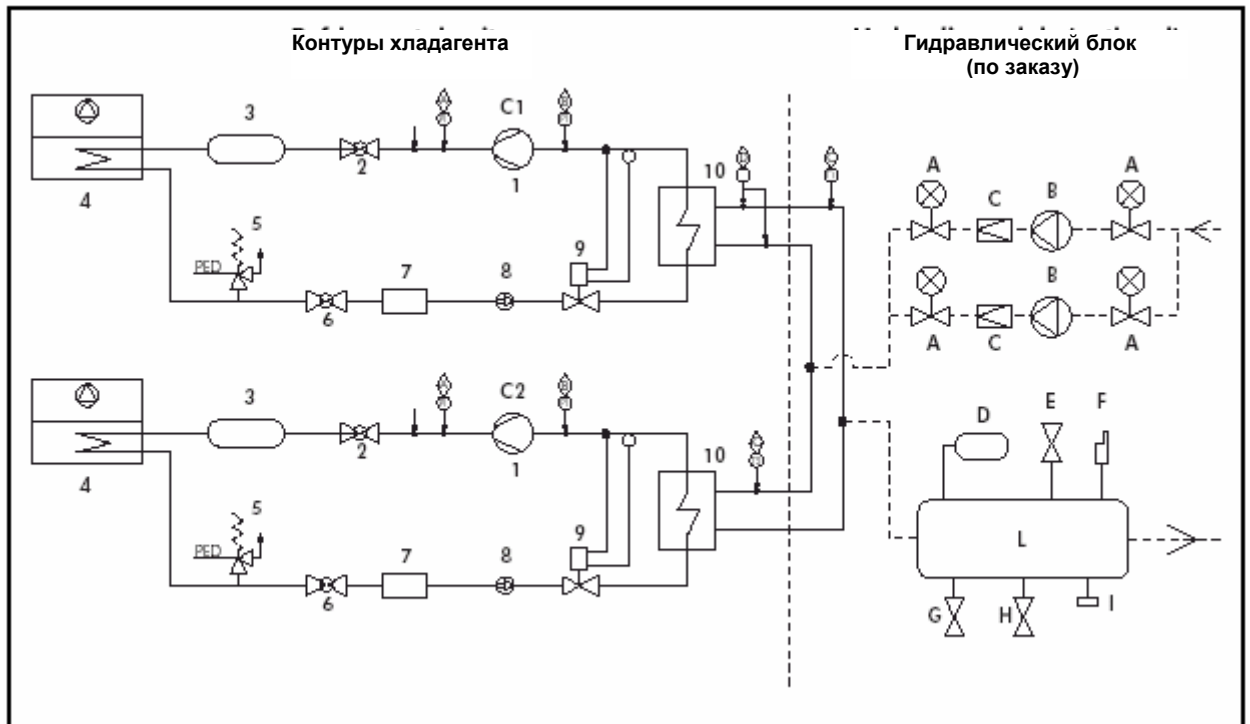 Контуры хладагента
Гидравлический блок
(по заказу)
3 C1
2 1 10
4
5 9
PED 7 8
6
A C B A
B
A C A
3 C2
2 1 10
4
5 9
PED 7 8
6
D E F
L
G H I